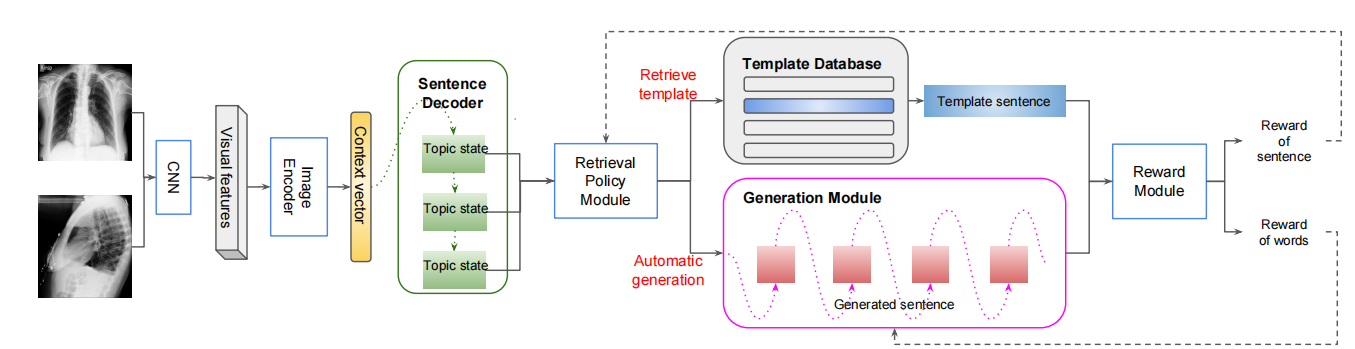 CNN
Visual features
Image
Encoder
Context vector
Sentence
Decoder
Topic state
Topic state
Topic state
Retrieval
Policy
Module
Retrieve
template
Automatic
generation
Template Database
Template sentence
Generation Module
Generated sentence
Reward
Module
Reward
of
sentence
Reward
of words